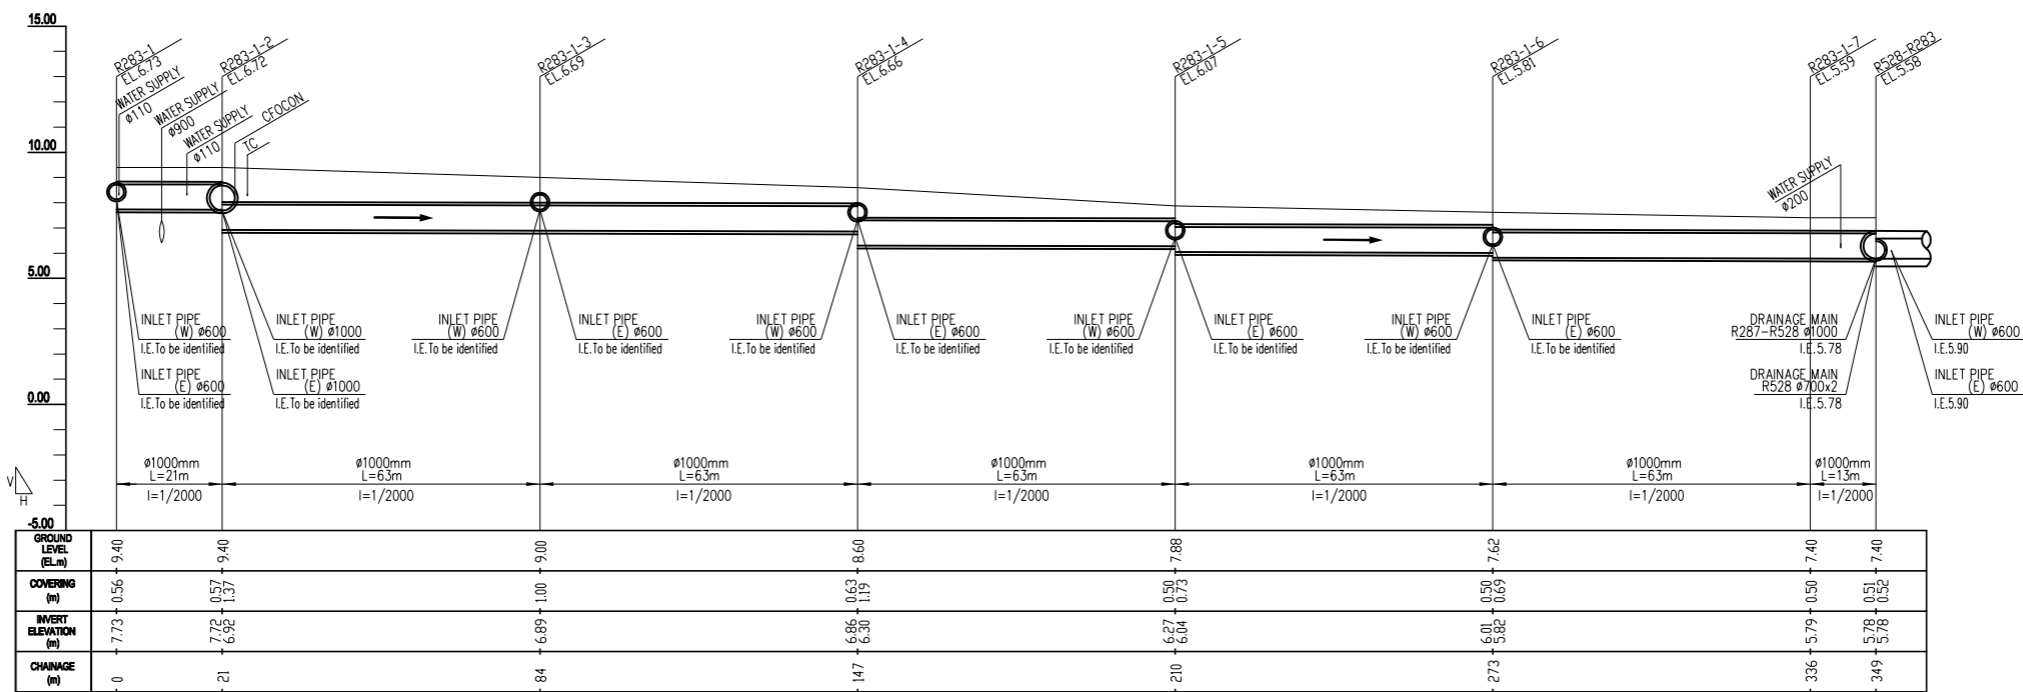 15.00
10.00
5.00
0.00
-5.00
R283-1
EL.6.73
WATER SUPPLY
ø110
WATER SUPPLY
ø900
WATER SUPPLY
ø110
R283-1-2
EL.6.72
CFOCON
TC
R283-1-3
EL.6.69
R283-1-4
EL.6.66
R283-1-5
EL.6.07
R283-1-6
EL.5.81
R283-1-7
EL.5.59
R528-R283
EL.5.58
WATER SUPPLY
ø200
INLET PIPE
(W) ø600
I.E.To be identified
INLET PIPE
(E) ø600
I.E.To be identified
INLET PIPE
(W) ø1000
I.E.To be identified
INLET PIPE
(E) ø1000
I.E.To be identified
INLET PIPE
(W) ø600
I.E.To be identified
INLET PIPE
(E) ø600
I.E.To be identified
INLET PIPE
(W) ø600
I.E.To be identified
INLET PIPE
(E) ø600
I.E.To be identified
INLET PIPE
(W) ø600
I.E.To be identified
INLET PIPE
(E) ø600
I.E.To be identified
INLET PIPE
(W) ø600
I.E.To be identified
INLET PIPE
(E) ø600
I.E.To be identified
DRAINAGE MAIN
R287-R528 ø1000
I.E.5.78
DRAINAGE MAIN
R528 ø700x2
I.E.5.78
INLET PIPE
(W) ø600
I.E.5.90
INLET PIPE
(E) ø600
I.E.5.90
V
H
ø1000mm
L=21m
I=1/2000
ø1000mm
L=63m
I=1/2000
ø1000mm
L=63m
I=1/2000
ø1000mm
L=63m
I=1/2000
ø1000mm
L=63m
I=1/2000
ø1000mm
L=63m
I=1/2000
ø1000mm
L=13m
I=1/2000
GROUND
LEVEL
(EL.m)
9.40
9.40
9.00
8.60
7.88
7.62
7.40
7.40
COVERING
(m)
0.56
0.57
1.37
1.00
0.63
1.19
0.50
0.73
0.50
0.69
0.50
0.51
0.52
INVERT
ELEVATION
(m)
7.73
7.72
6.92
6.89
6.86
6.30
6.27
6.04
6.01
5.82
5.79
5.78
5.78
CHAINAGE
(m)
0
21
84
147
210
273
336
349